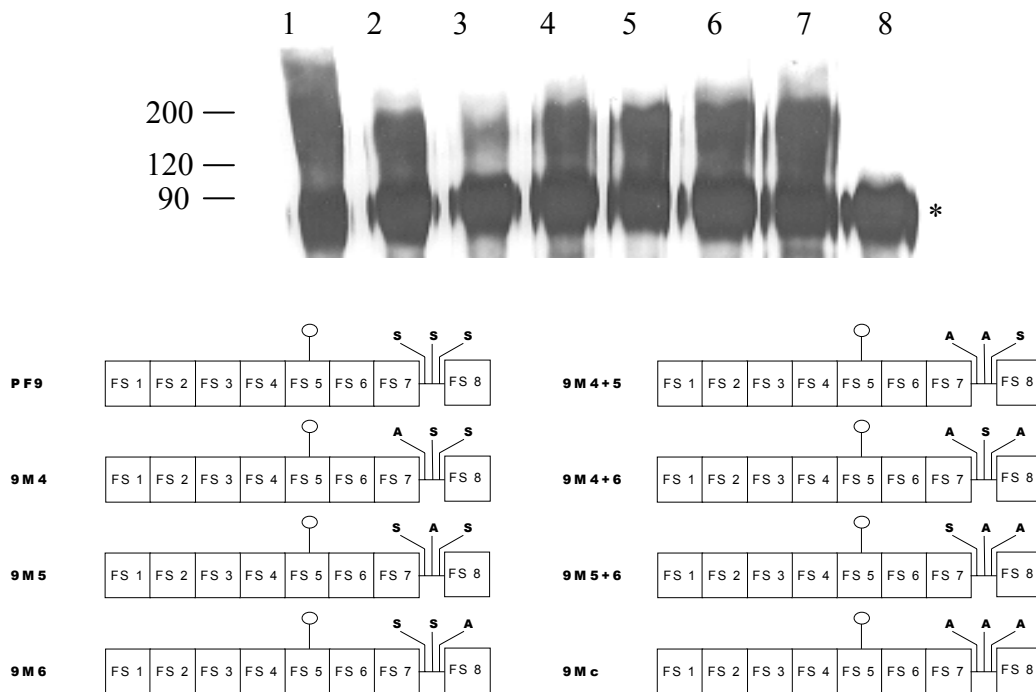 1 2 3 4 5 6 7 8
200
120
90
*
S S S
PF9 FS 1 FS 2 FS 3 FS 4 FS 5 FS 6 FS 7 FS 8
A S S
9M4 FS 1 FS 2 FS 3 FS 4 FS 5 FS 6 FS 7 FS 8
S A S
9M5 FS 1 FS 2 FS 3 FS 4 FS 5 FS 6 FS 7 FS 8
S S A
9M6 FS 1 FS 2 FS 3 FS 4 FS 5 FS 6 FS 7 FS 8
A A S
9M4+5 FS 1 FS 2 FS 3 FS 4 FS 5 FS 6 FS 7 FS 8
A S A
9M4+6 FS 1 FS 2 FS 3 FS 4 FS 5 FS 6 FS 7 FS 8
S A A
9M5+6 FS 1 FS 2 FS 3 FS 4 FS 5 FS 6 FS 7 FS 8
A A A
9Mc FS 1 FS 2 FS 3 FS 4 FS 5 FS 6 FS 7 FS 8